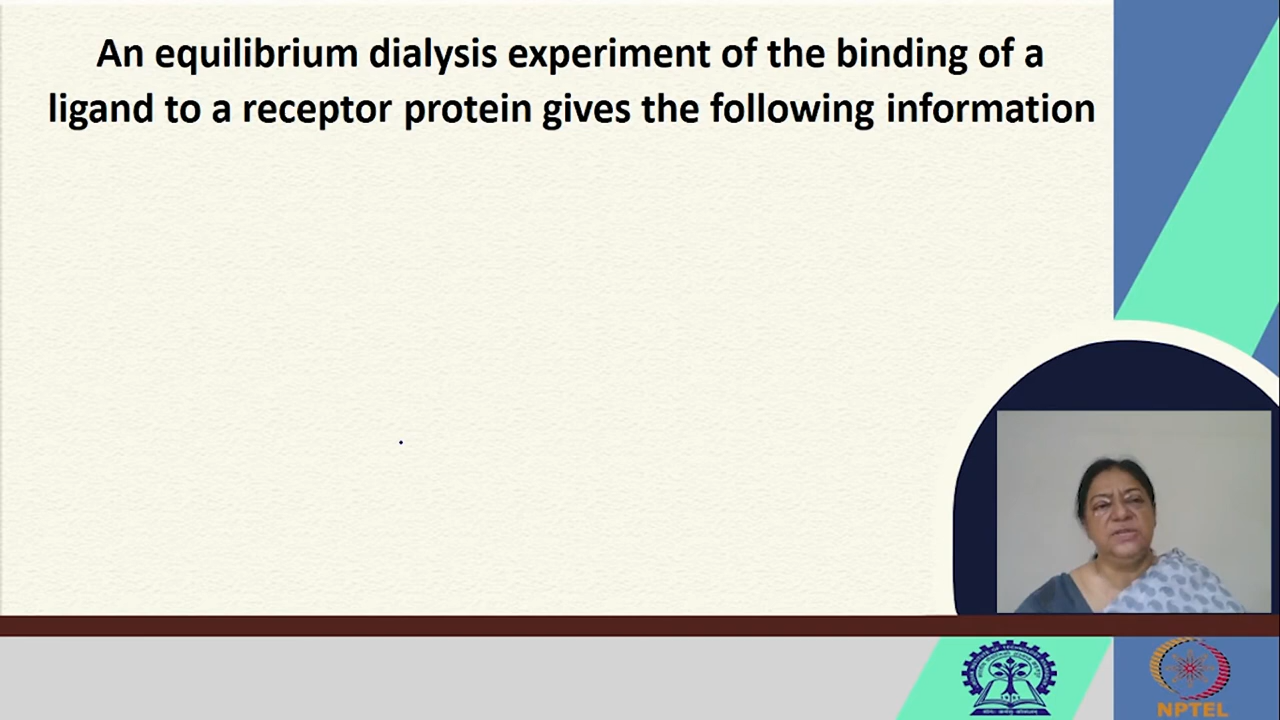 An equilibrium dialysis experiment of the binding of a
ligand to a receptor protein gives the following information
NPTEL